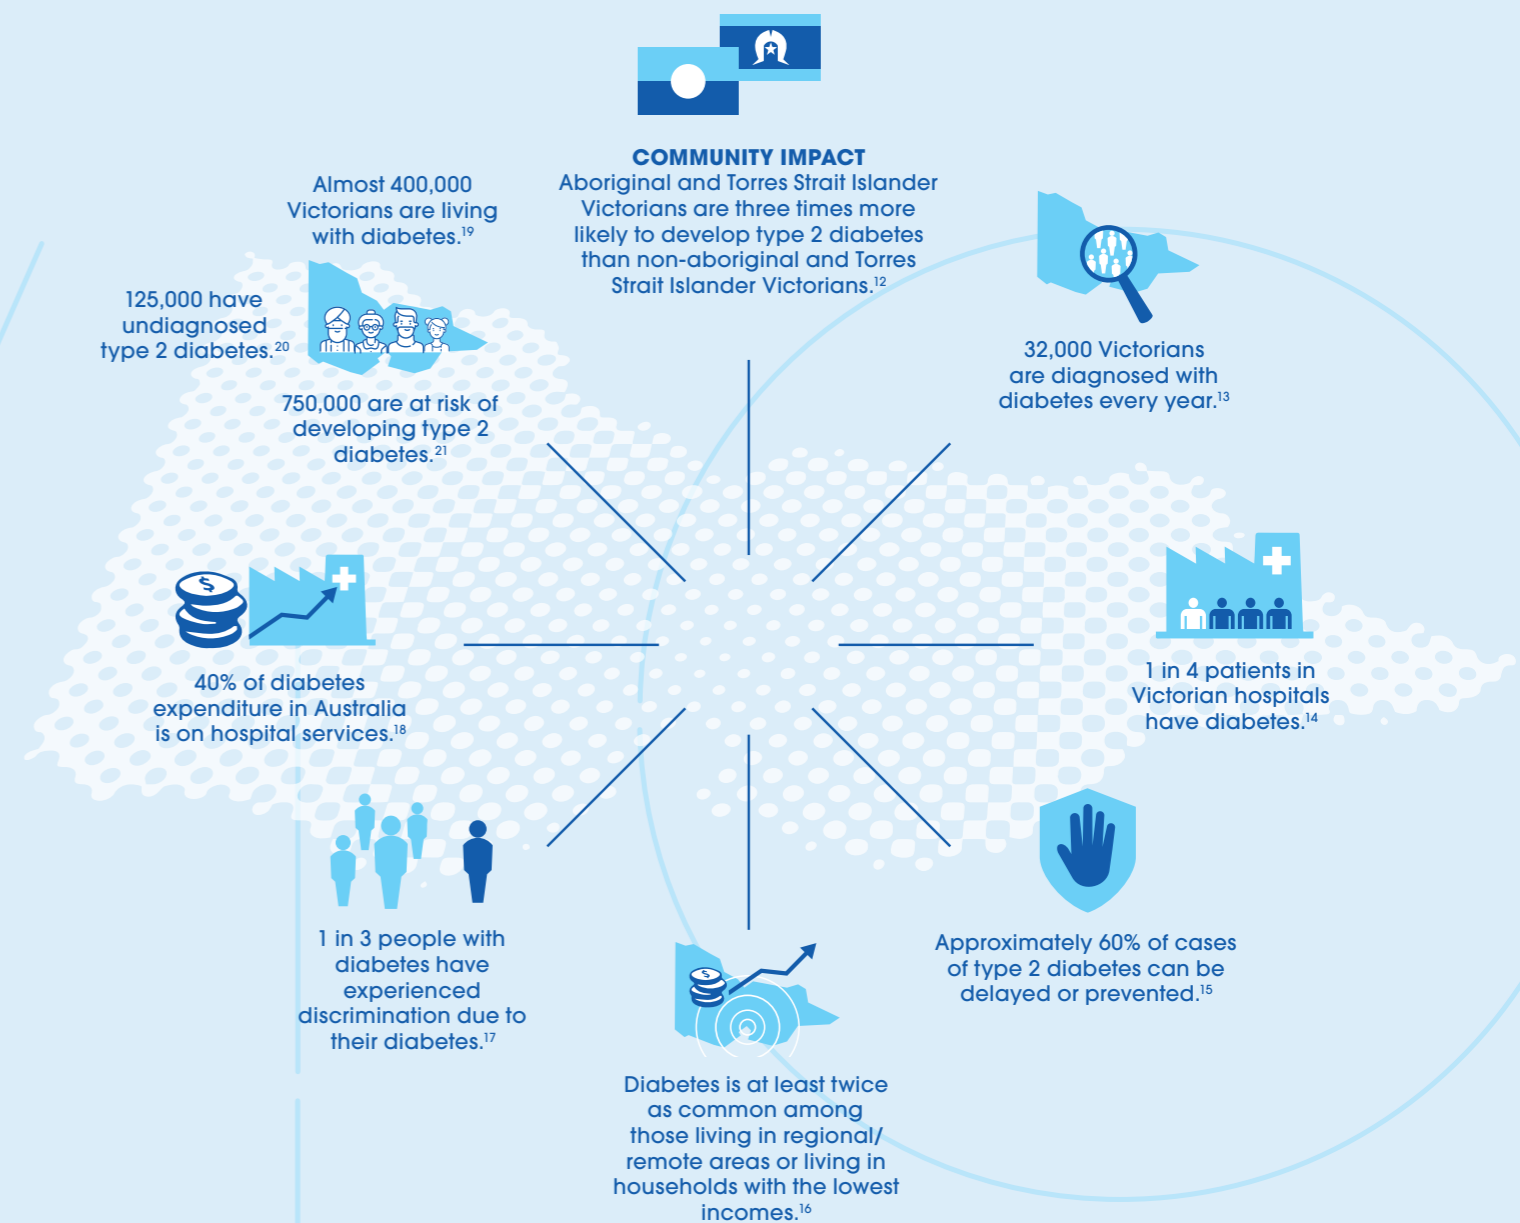 COMMUNITY IMPACT
Aboriginal and Torres Strait Islander
Victorians are three times more
likely to develop type 2 diabetes
than non-aboriginal and Torres
Strait Islander Victorians.12
32,000 Victorians
are diagnosed with
diabetes every year.13
1 in 4 patients in
Victorian hospitals
have diabetes.14
Approximately 60% of cases
of type 2 diabetes can be
delayed or prevented.15
$
Diabetes is at least twice
as common among
those living in regional/
remote areas or living in
households with the lowest
incomes.16
1 in 3 people with
diabetes have
experienced
discrimination due to
their diabetes.17
$
40% of diabetes
expenditure in Australia
is on hospital services.18
Almost 400,000
Victorians are living
with diabetes.19
125,000 have
undiagnosed
type 2 diabetes.20
750,000 are at risk of
developing type 2
diabetes.21